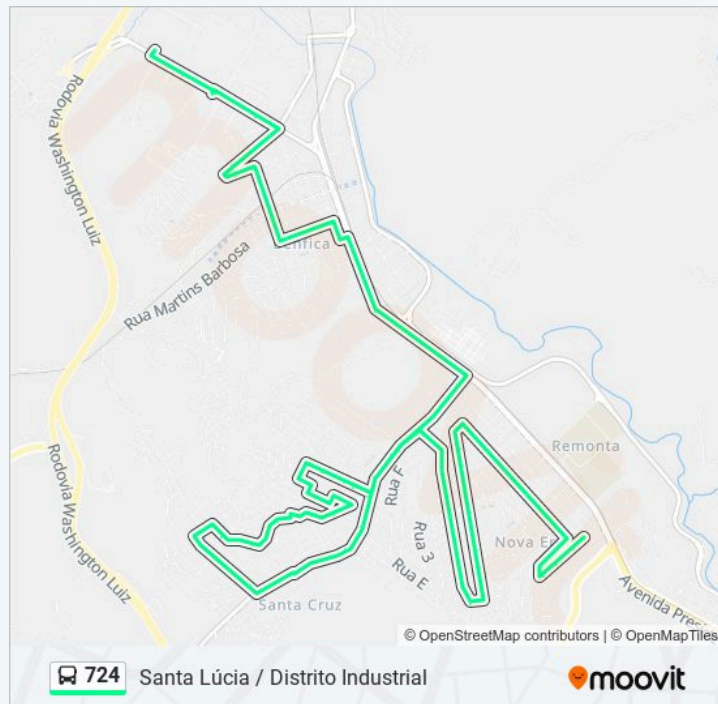 Rodovia Washington Luiz
Benfica
Rua Martins Barbosa
Remonta
Rua F
Rodovia Washington Luiz
Rua 3
Nova Er
Rua E
Santa Cruz
Avenida Pres
© OpenStreetMap contributors | © OpenMapTiles
724 Santa Lúcia / Distrito Industrial
moovit